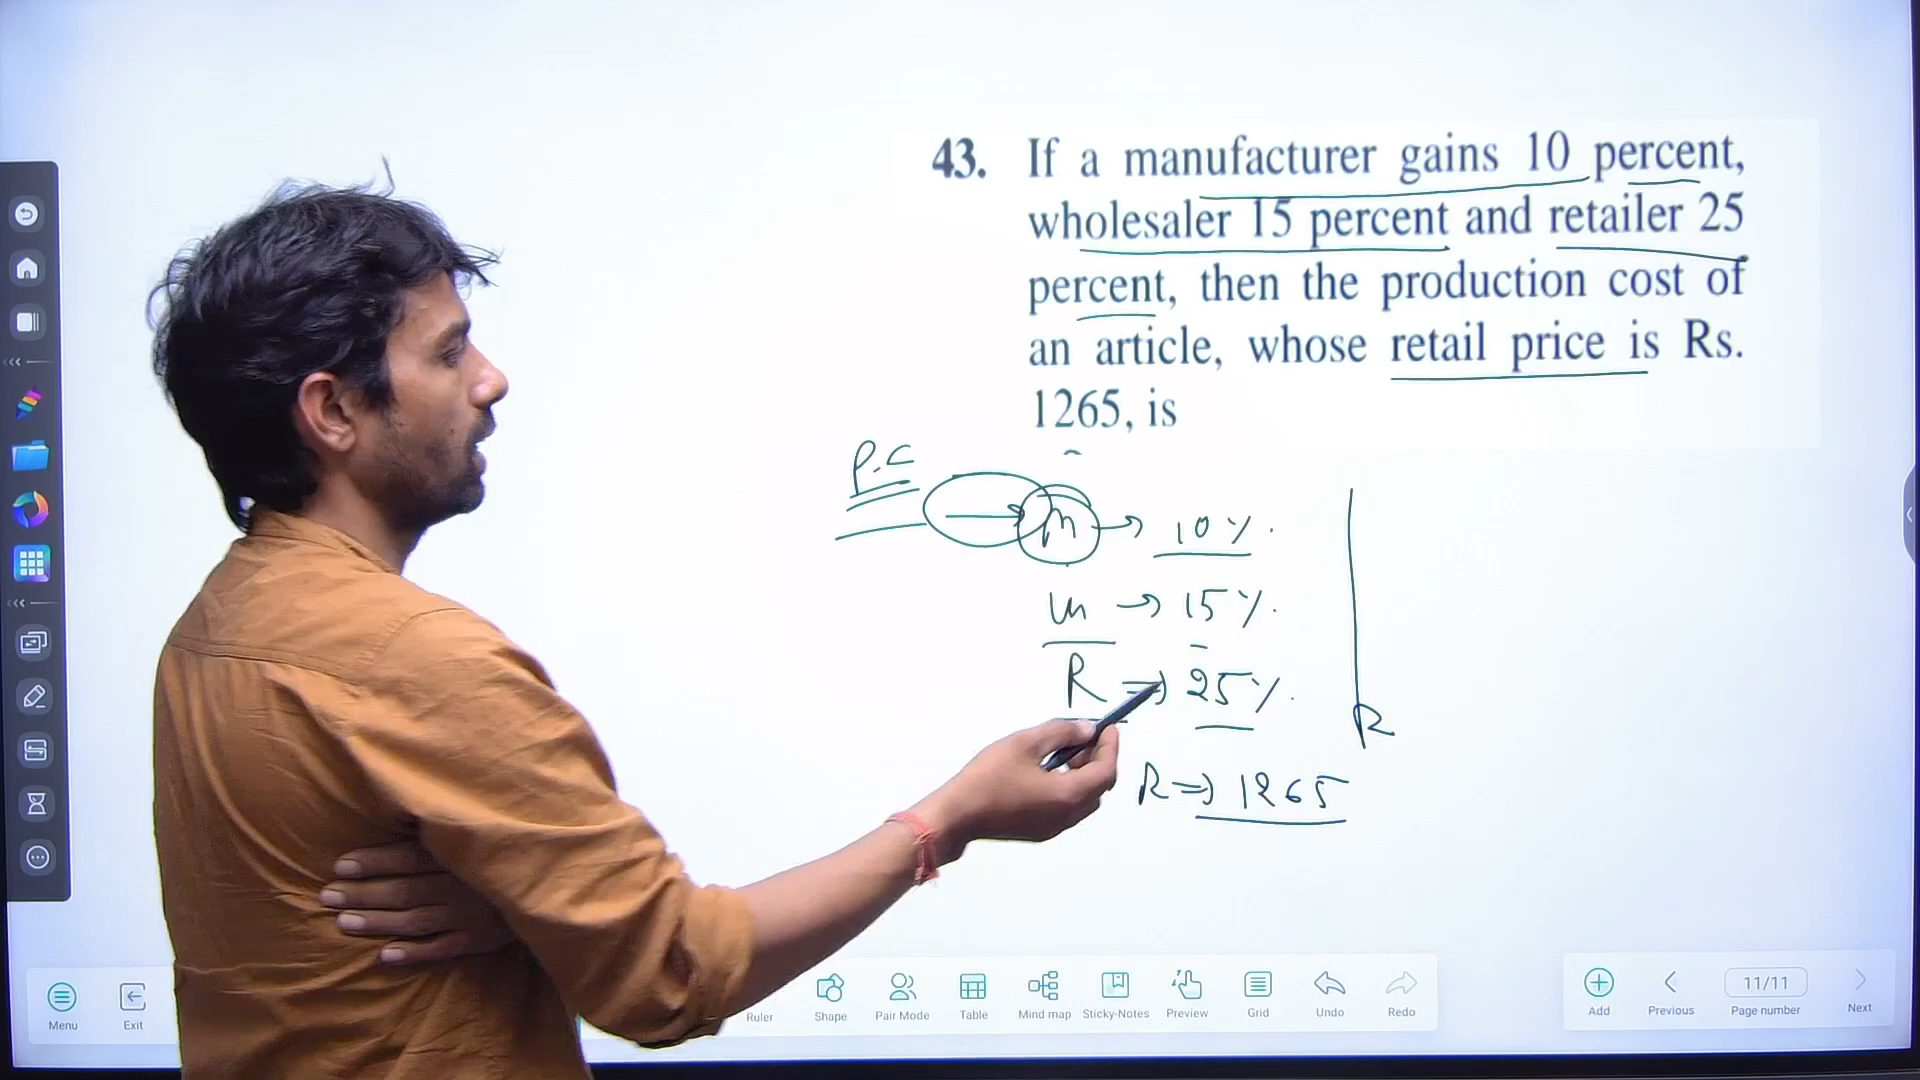 43. If a manufacturer gains 10 percent,
wholesaler 15 percent and retailer 25
percent, then the production cost of
an article, whose retail price is Rs.
1265, is
P.C
m → 10%.
W → 15%.
R ⇒ 25%.
R
R ⇒ 1265
Menu Exit Ruler Shape Pair Mode Table Mind map Sticky-Notes Preview Grid Undo Redo
Add Previous 11/11 Page number Next